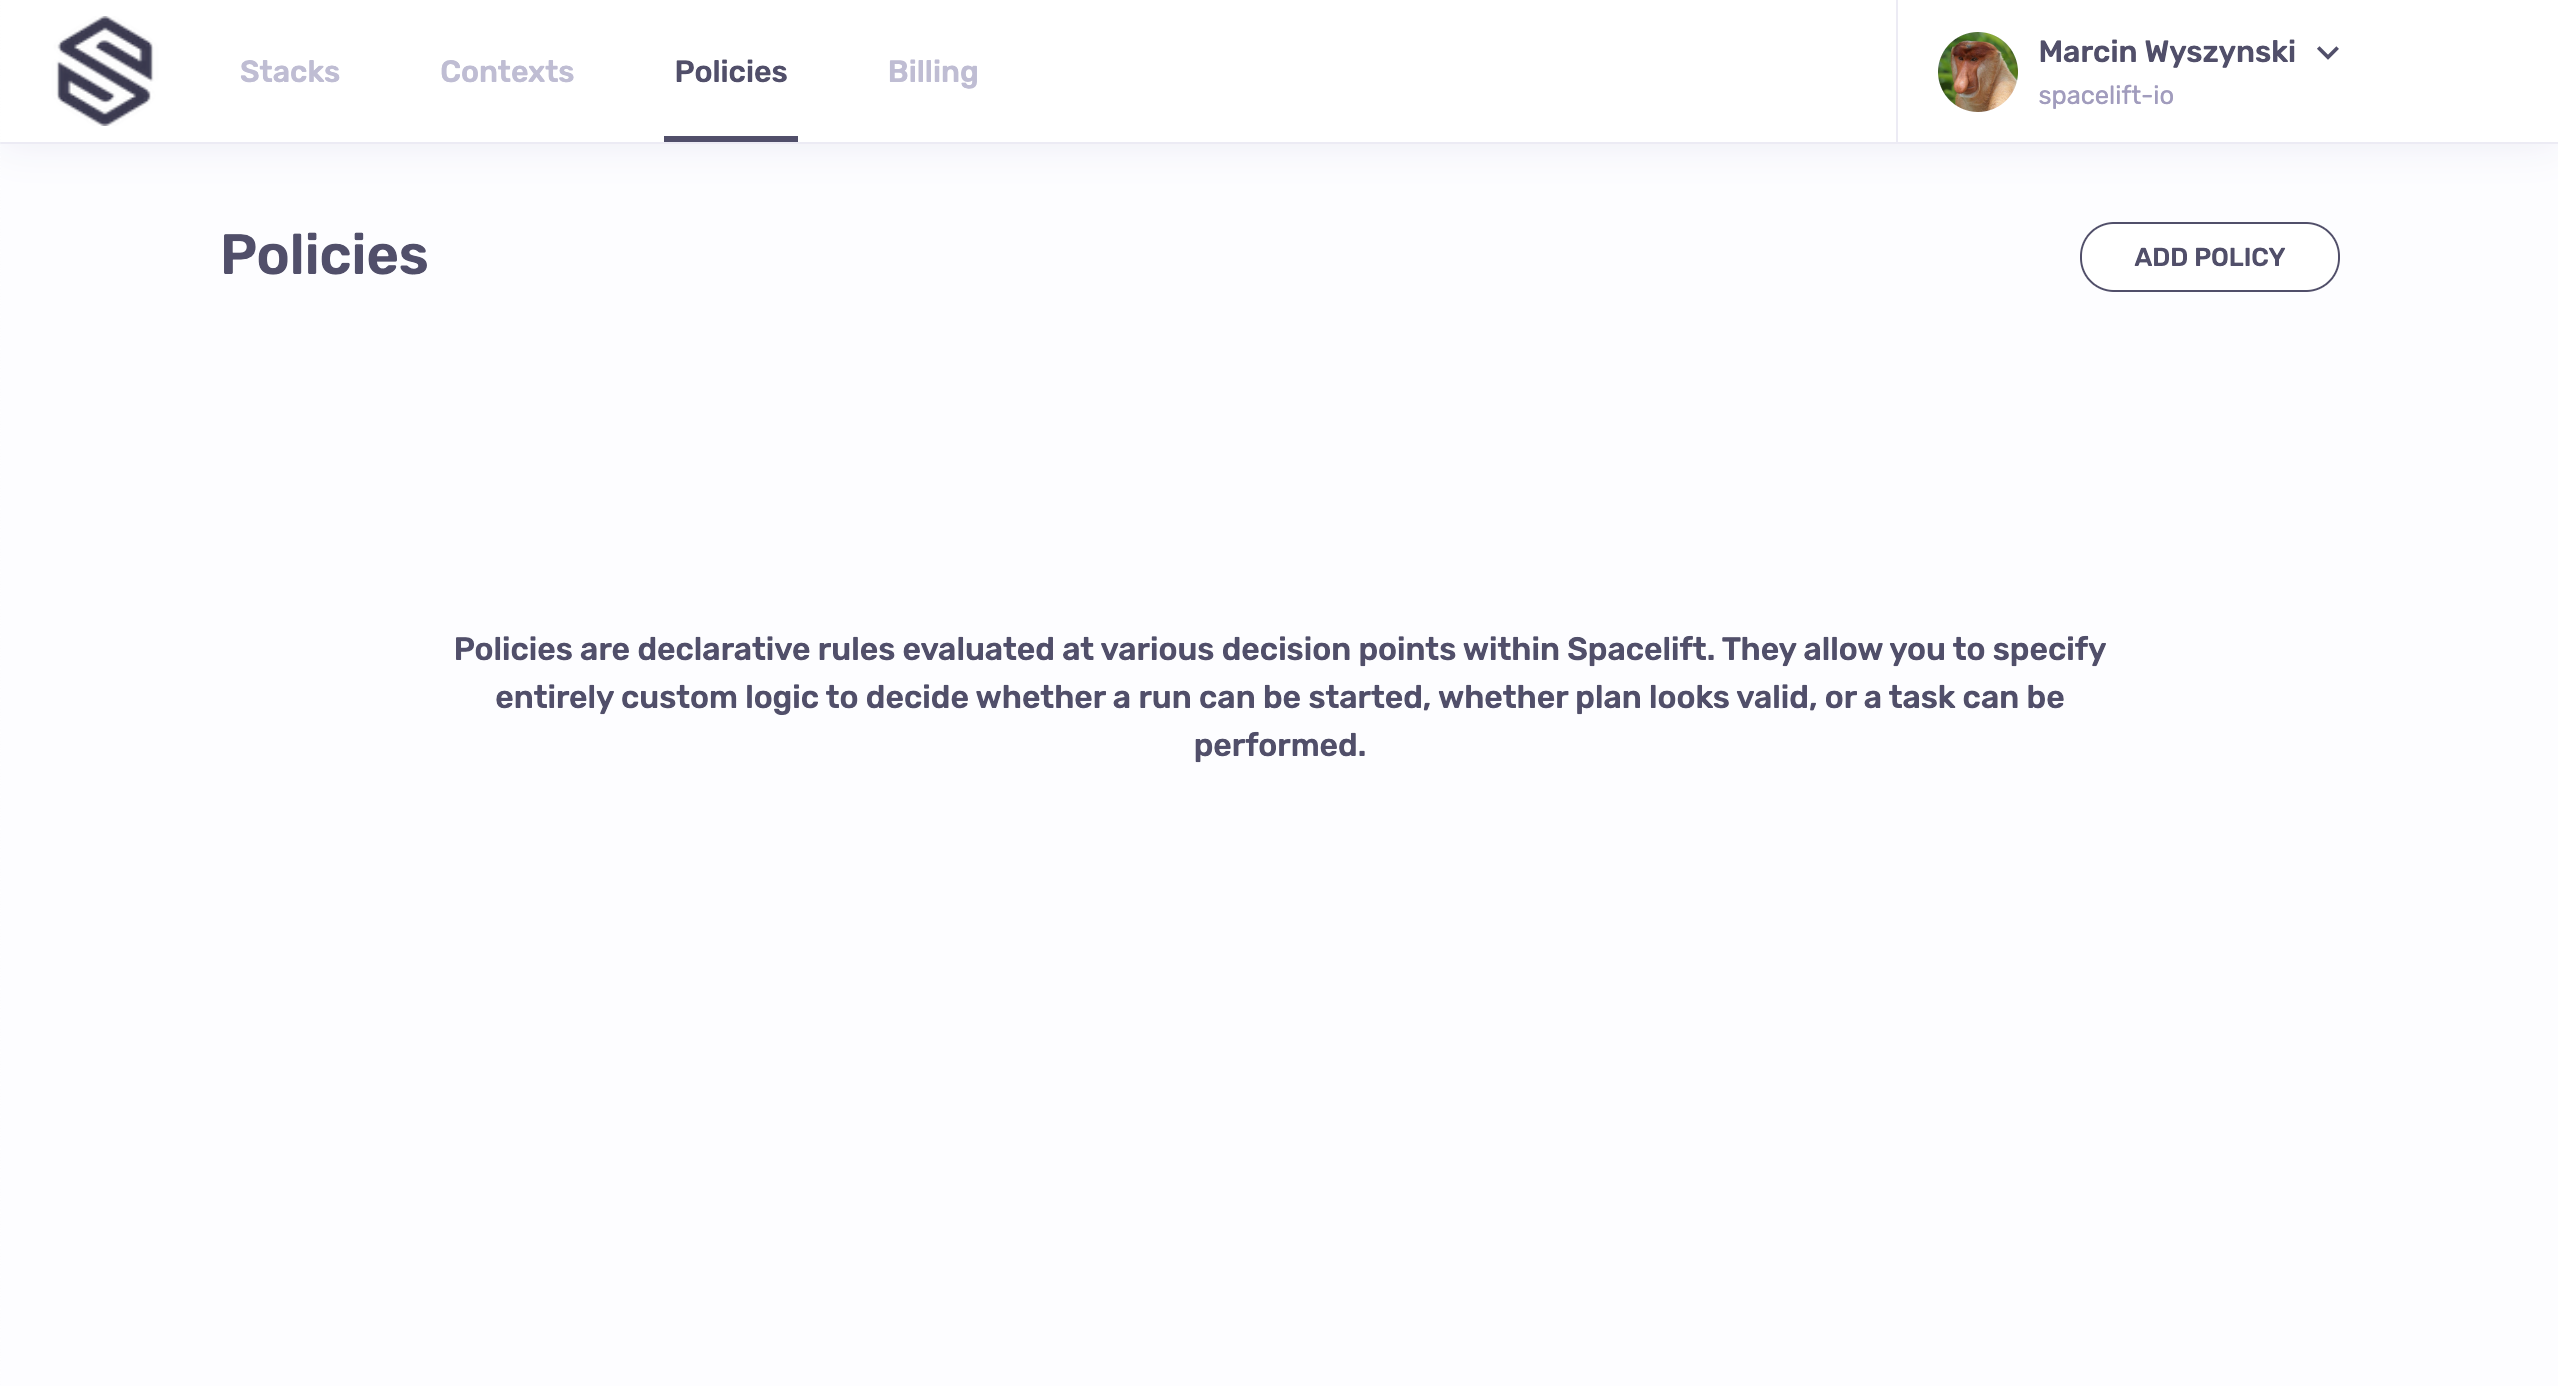 Stacks
Contexts
Policies
Billing
Marcin Wyszynski
spacelift-io
Policies
ADD POLICY
Policies are declarative rules evaluated at various decision points within Spacelift. They allow you to specify
entirely custom logic to decide whether a run can be started, whether plan looks valid, or a task can be
performed.